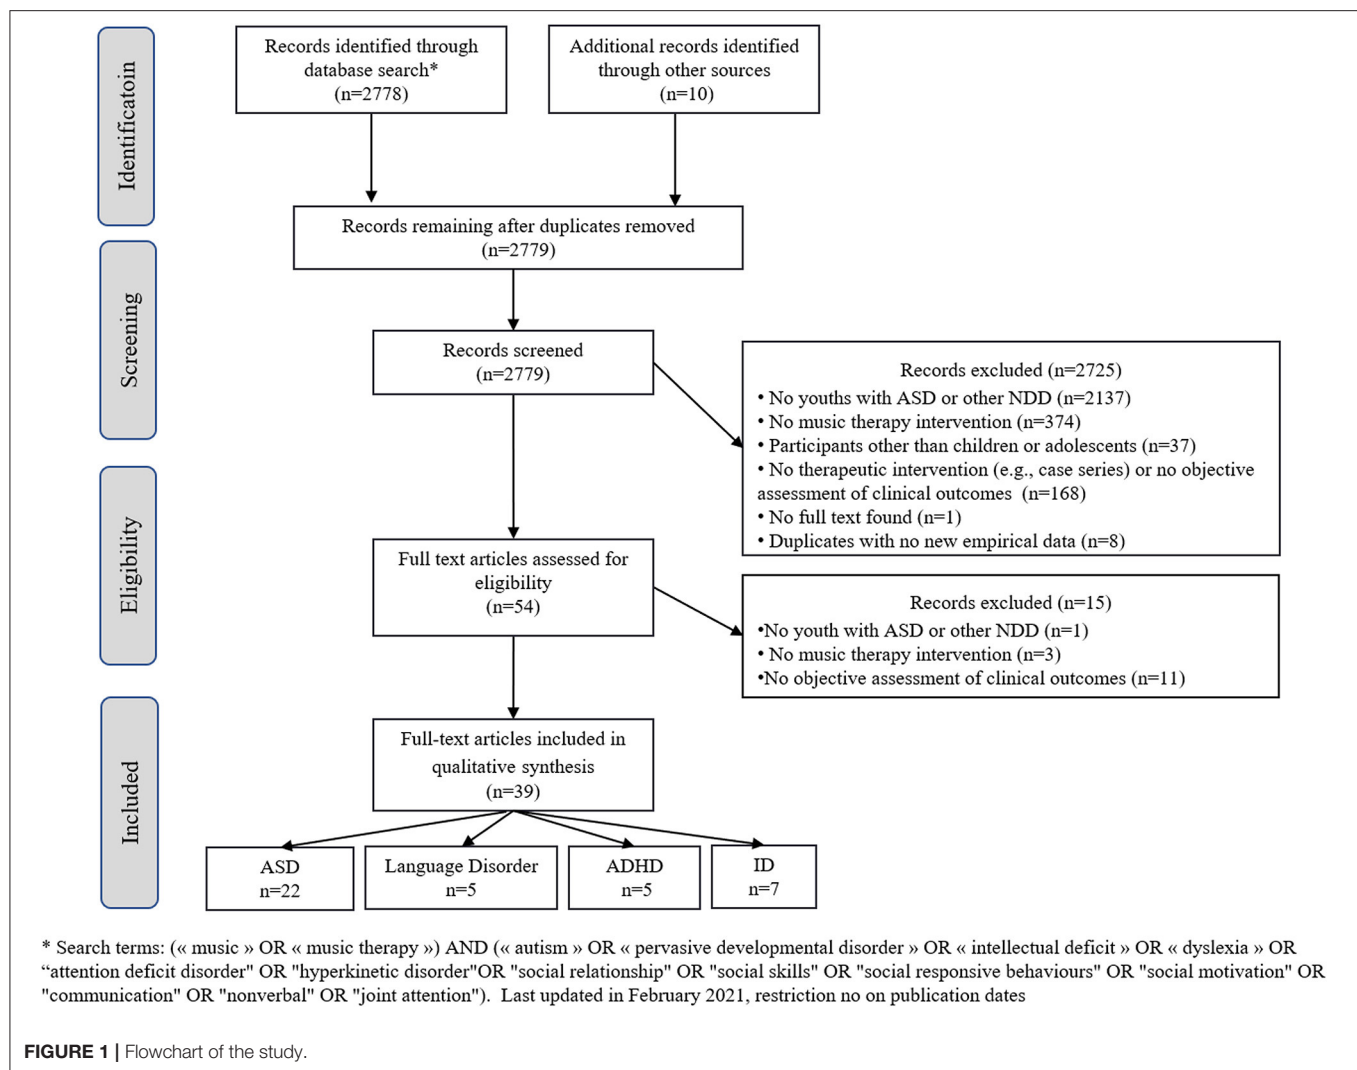 Identificatoin
Records identified through
database search*
(n=2778)
Additional records identified
through other sources
(n=10)
Records remaining after duplicates removed
(n=2779)
Screening
Records screened
(n=2779)
Records excluded (n=2725)
• No youths with ASD or other NDD (n=2137)
• No music therapy intervention (n=374)
• Participants other than children or adolescents (n=37)
• No therapeutic intervention (e.g., case series) or no objective
assessment of clinical outcomes (n=168)
• No full text found (n=1)
• Duplicates with no new empirical data (n=8)
Eligibility
Full text articles assessed for
eligibility
(n=54)
Records excluded (n=15)
•No youth with ASD or other NDD (n=1)
• No music therapy intervention (n=3)
•No objective assessment of clinical outcomes (n=11)
Included
Full-text articles included in
qualitative synthesis
(n=39)
ASD
n=22
Language Disorder
n=5
ADHD
n=5
ID
n=7
* Search terms: (« music » OR « music therapy ») AND (« autism » OR « pervasive developmental disorder » OR « intellectual deficit » OR « dyslexia » OR
“attention deficit disorder" OR "hyperkinetic disorder"OR "social relationship" OR "social skills" OR "social responsive behaviours" OR "social motivation" OR
"communication" OR "nonverbal" OR "joint attention"). Last updated in February 2021, restriction no on publication dates
FIGURE 1 | Flowchart of the study.